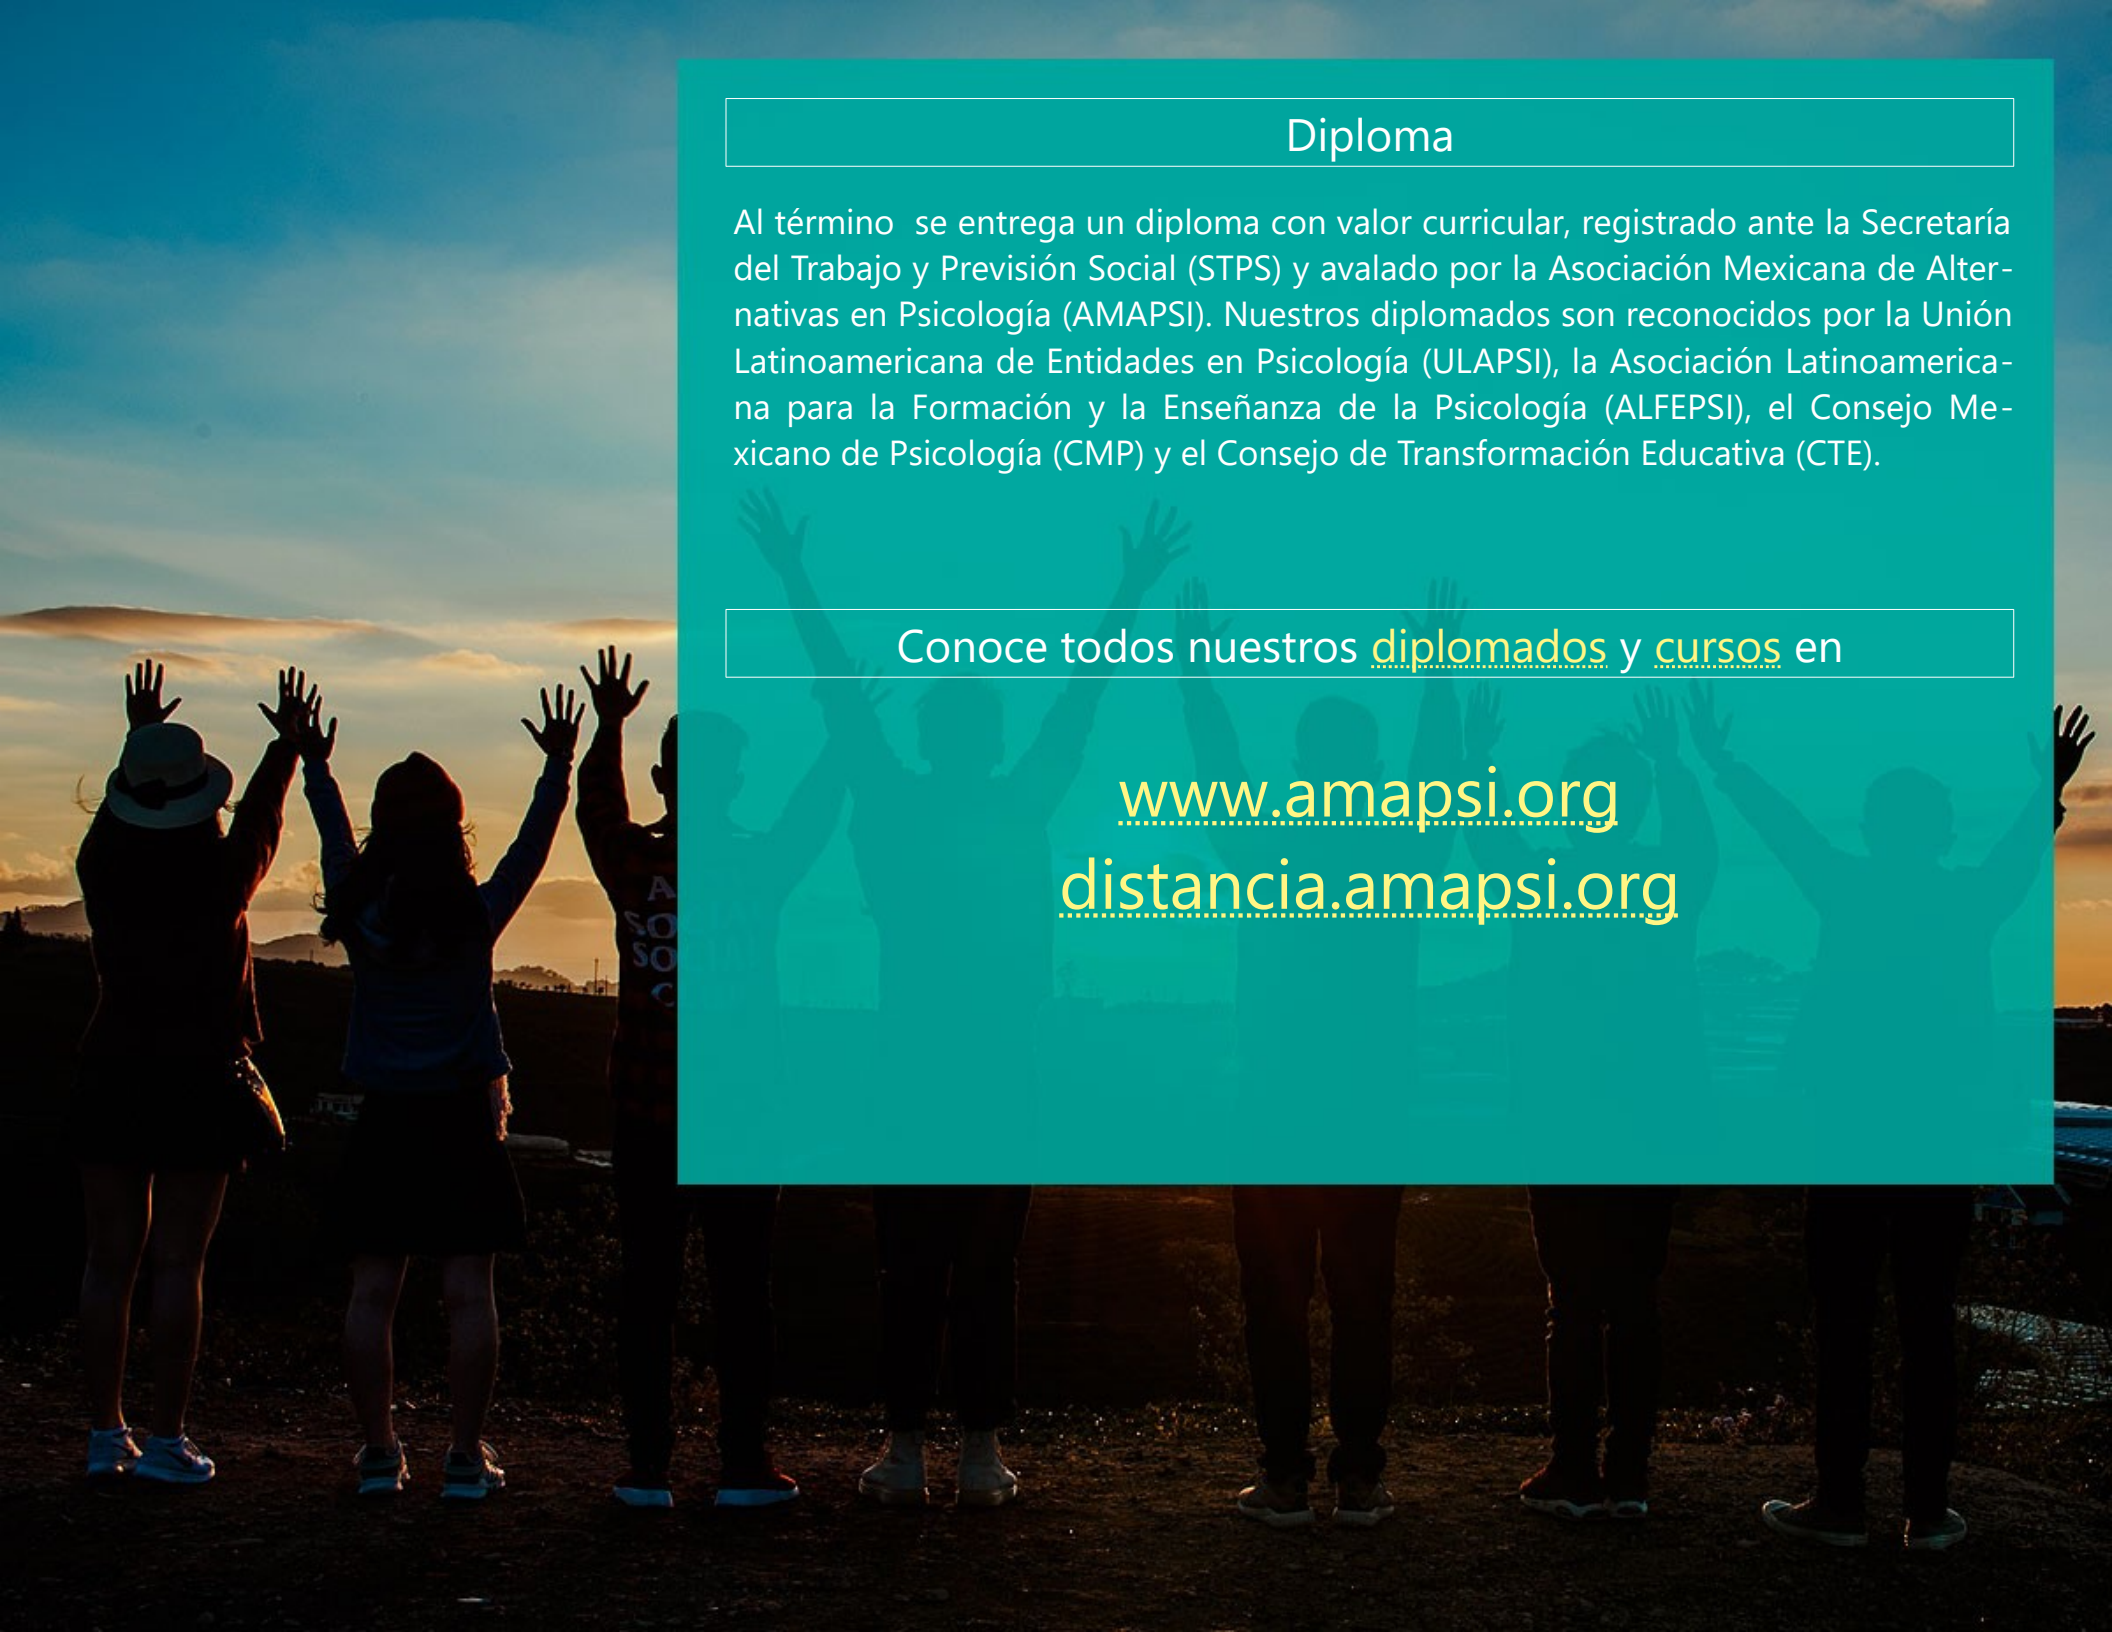 Diploma
Al término  se entrega un diploma con valor curricular, registrado ante la Secretaría
del Trabajo y Previsión Social (STPS) y avalado por la Asociación Mexicana de Alter-
nativas en Psicología (AMAPSI). Nuestros diplomados son reconocidos por la Unión
Latinoamericana de Entidades en Psicología (ULAPSI), la Asociación Latinoamerica-
na para la Formación y la Enseñanza de la Psicología (ALFEPSI), el Consejo Me-
xicano de Psicología (CMP) y el Consejo de Transformación Educativa (CTE).
Conoce todos nuestros diplomados y cursos en
www.amapsi.org
distancia.amapsi.org